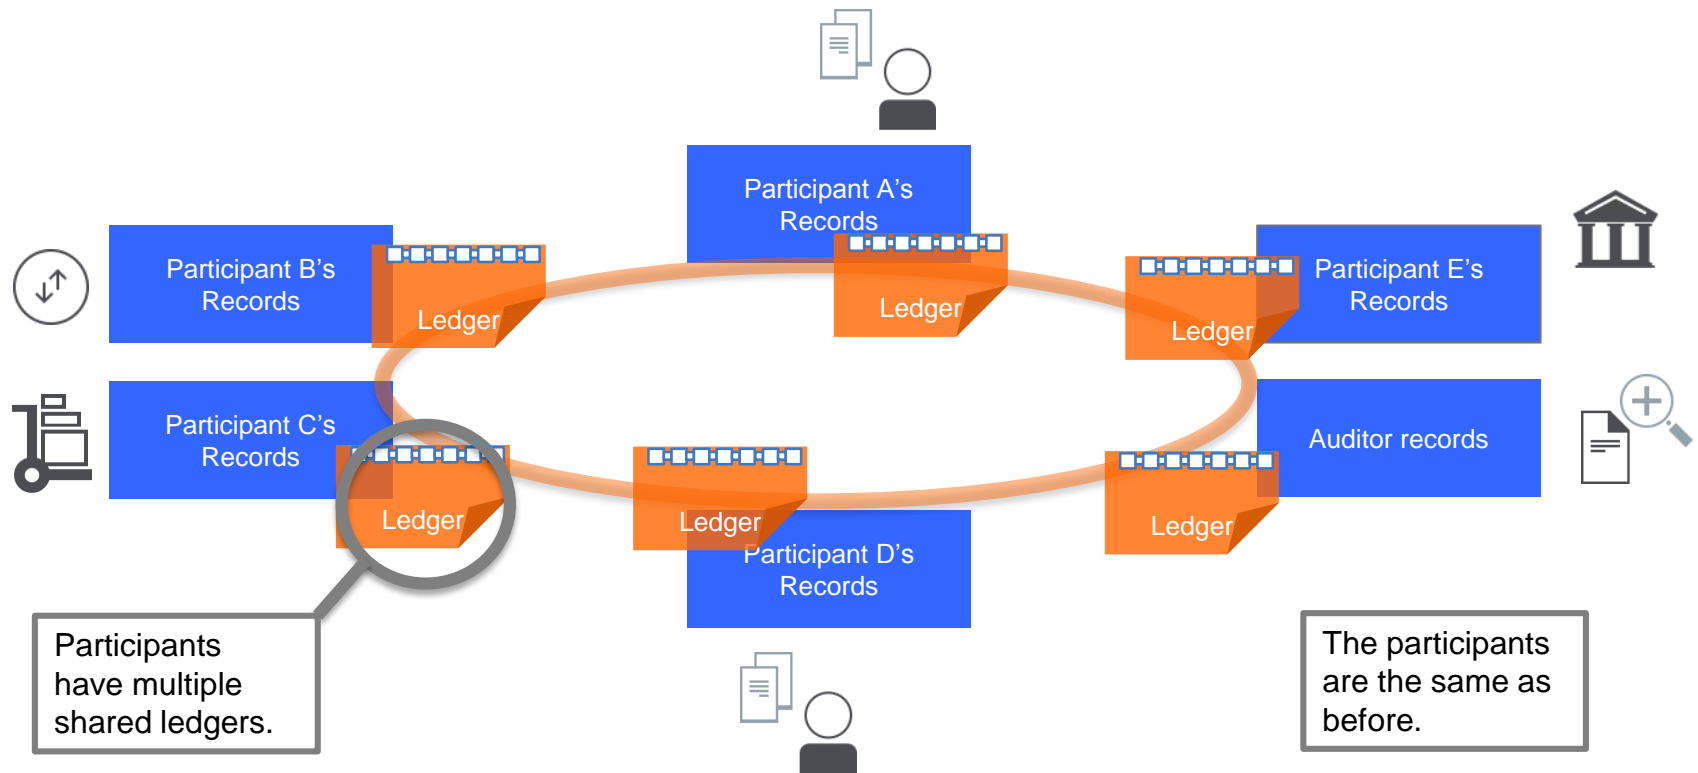 Participant A’s
Records
Ledger
Participant B’s
Records
Ledger
Participant E’s
Records
Ledger
Participant C’s
Records
Ledger
Ledger
Participant D’s
Records
Auditor records
Ledger
Participants
have multiple
shared ledgers.
The participants
are the same as
before.